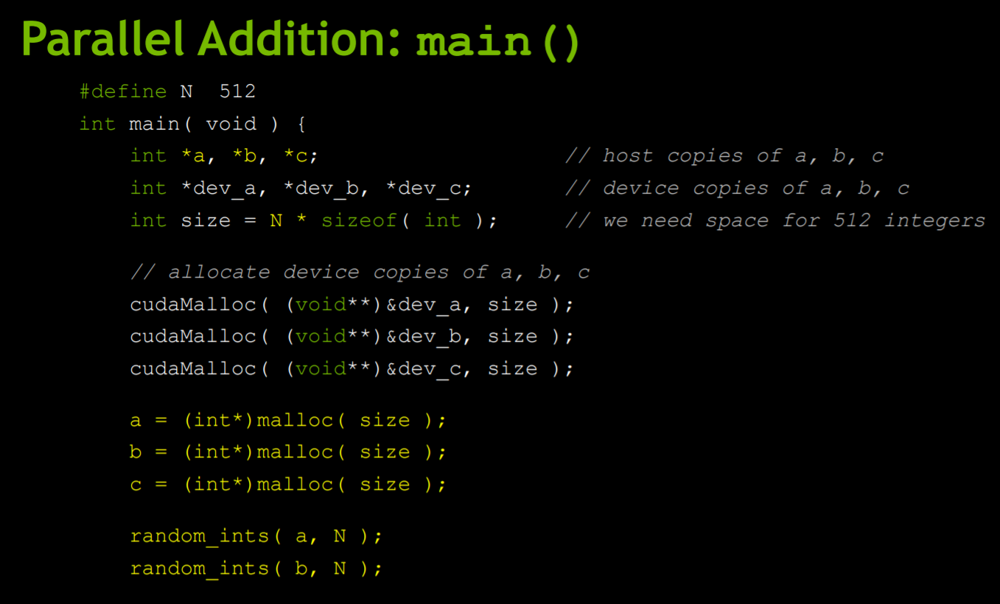 Parallel Addition: main()
#define N  512
int main( void ) {
int *a, *b, *c; // host copies of a, b, c
int *dev_a, *dev_b, *dev_c; // device copies of a, b, c
int size = N * sizeof( int ); // we need space for 512 integers
// allocate device copies of a, b, c
cudaMalloc( (void**)&dev_a, size );
cudaMalloc( (void**)&dev_b, size );
cudaMalloc( (void**)&dev_c, size );
a = (int*)malloc( size );
b = (int*)malloc( size );
c = (int*)malloc( size );
random_ints( a, N );
random_ints( b, N );